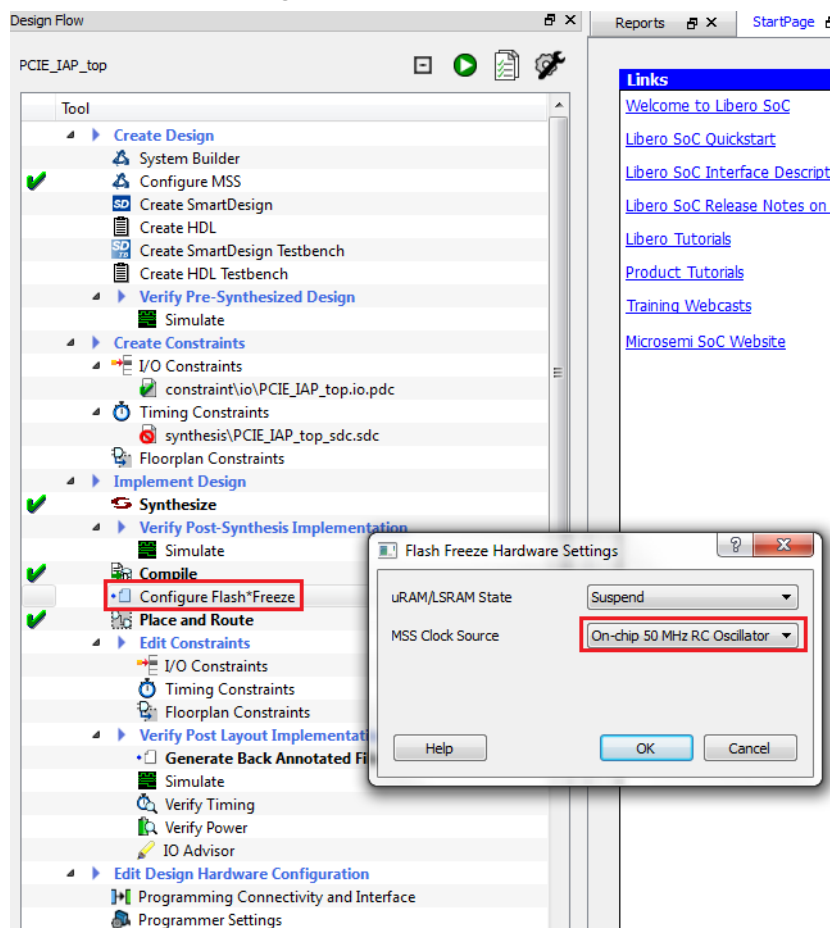 Design Flow
PCIE_IAP_top
Tool
Create Design
System Builder
Configure MSS
Create SmartDesign
Create HDL
Create SmartDesign Testbench
Create HDL Testbench
Verify Pre-Synthesized Design
Simulate
Create Constraints
I/O Constraints
constraint\io\PCIE_IAP_top.io.pdc
Timing Constraints
synthesis\PCIE_IAP_top_sdc.sdc
Floorplan Constraints
Implement Design
Synthesize
Verify Post-Synthesis Implementation
Simulate
Compile
Configure Flash*Freeze
Place and Route
Edit Constraints
I/O Constraints
Timing Constraints
Floorplan Constraints
Verify Post Layout Implementati
Generate Back Annotated Fi
Simulate
Verify Timing
Verify Power
IO Advisor
Edit Design Hardware Configuration
Programming Connectivity and Interface
Programmer Settings
Reports StartPage
Links
Welcome to Libero SoC
Libero SoC Quickstart
Libero SoC Interface Descript
Libero SoC Release Notes on
Libero Tutorials
Product Tutorials
Training Webcasts
Microsemi SoC Website
Flash Freeze Hardware Settings
uRAM/LSRAM State Suspend
MSS Clock Source On-chip 50 MHz RC Oscillator
Help OK Cancel